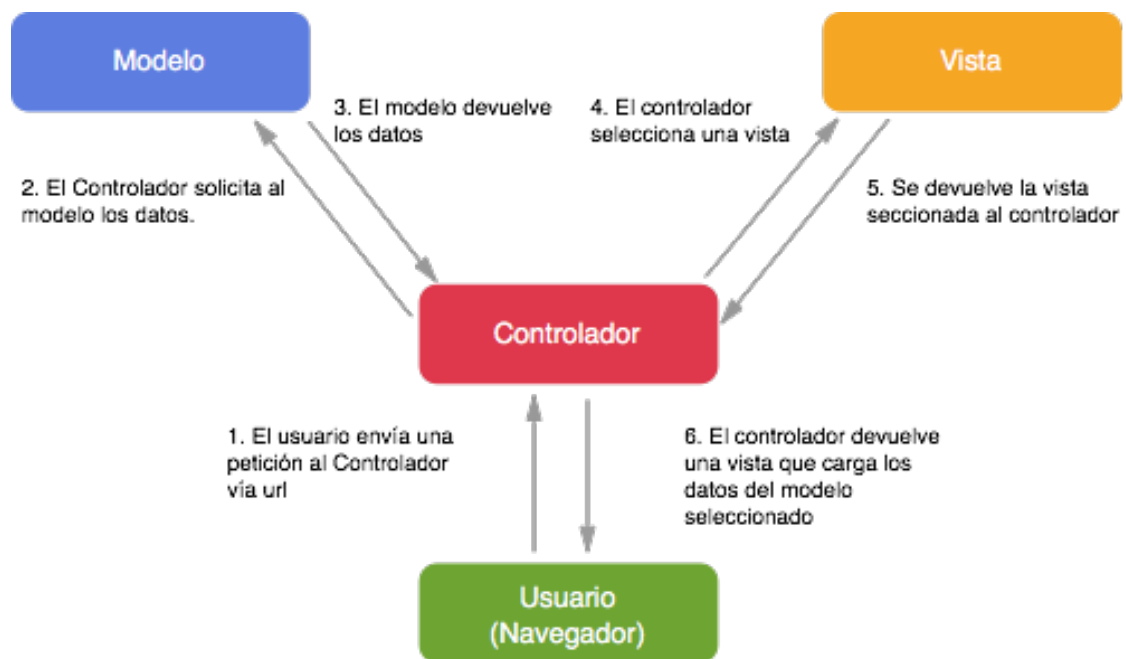 Modelo
Vista
3. El modelo devuelve
los datos
4. El controlador
selecciona una vista
2. El Controlador solicita al
modelo los datos.
5. Se devuelve la vista
seccionada al controlador
Controlador
1. El usuario envía una
petición al Controlador
vía url
6. El controlador devuelve
una vista que carga los
datos del modelo
seleccionado
Usuario
(Navegador)